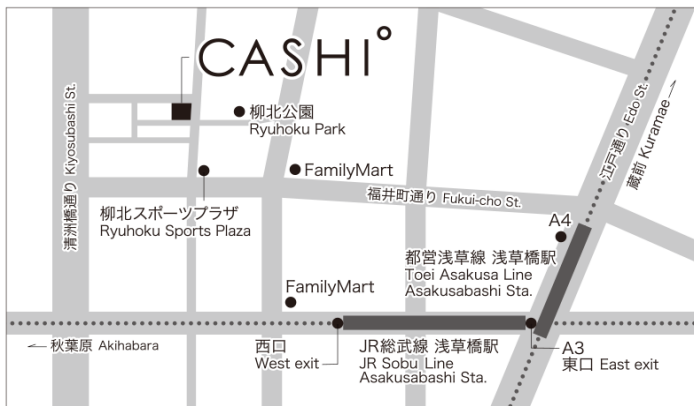 CASHI°
柳北公園
Ryuhoku Park
清洲橋通り Kiyosubashi St.
江戸通り Edo St.
蔵前 Kuramae
FamilyMart
福井町通り Fukui-cho St.
柳北スポーツプラザ
Ryuhoku Sports Plaza
A4
都営浅草線 浅草橋駅
Toei Asakusa Line
Asakusabashi Sta.
FamilyMart
← 秋葉原 Akihabara
西口
West exit
JR総武線 浅草橋駅
JR Sobu Line
Asakusabashi Sta.
A3
東口 East exit